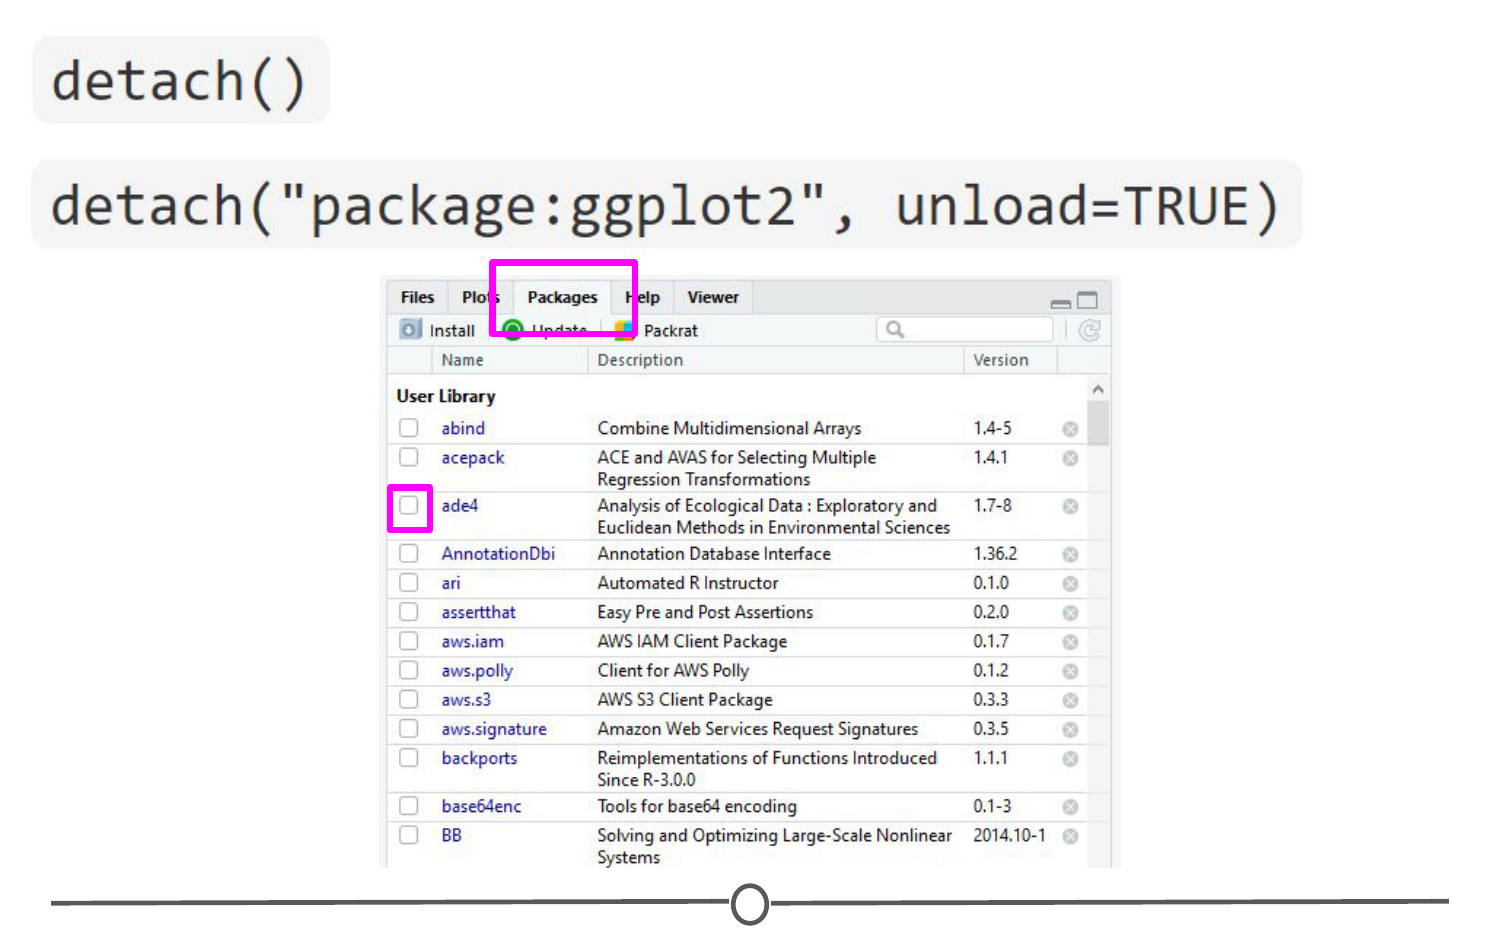 detach()
detach("package:ggplot2", unload=TRUE)
Files Plots Packages Help Viewer
Install Update Packrat
Name Description Version
User Library
abind Combine Multidimensional Arrays 1.4-5
acepack ACE and AVAS for Selecting Multiple 1.4.1
Regression Transformations
ade4 Analysis of Ecological Data : Exploratory and 1.7-8
Euclidean Methods in Environmental Sciences
AnnotationDbi Annotation Database Interface 1.36.2
ari Automated R Instructor 0.1.0
assertthat Easy Pre and Post Assertions 0.2.0
aws.iam AWS IAM Client Package 0.1.7
aws.polly Client for AWS Polly 0.1.2
aws.s3 AWS S3 Client Package 0.3.3
aws.signature Amazon Web Services Request Signatures 0.3.5
backports Reimplementations of Functions Introduced 1.1.1
Since R-3.0.0
base64enc Tools for base64 encoding 0.1-3
BB Solving and Optimizing Large-Scale Nonlinear 2014.10-1
Systems